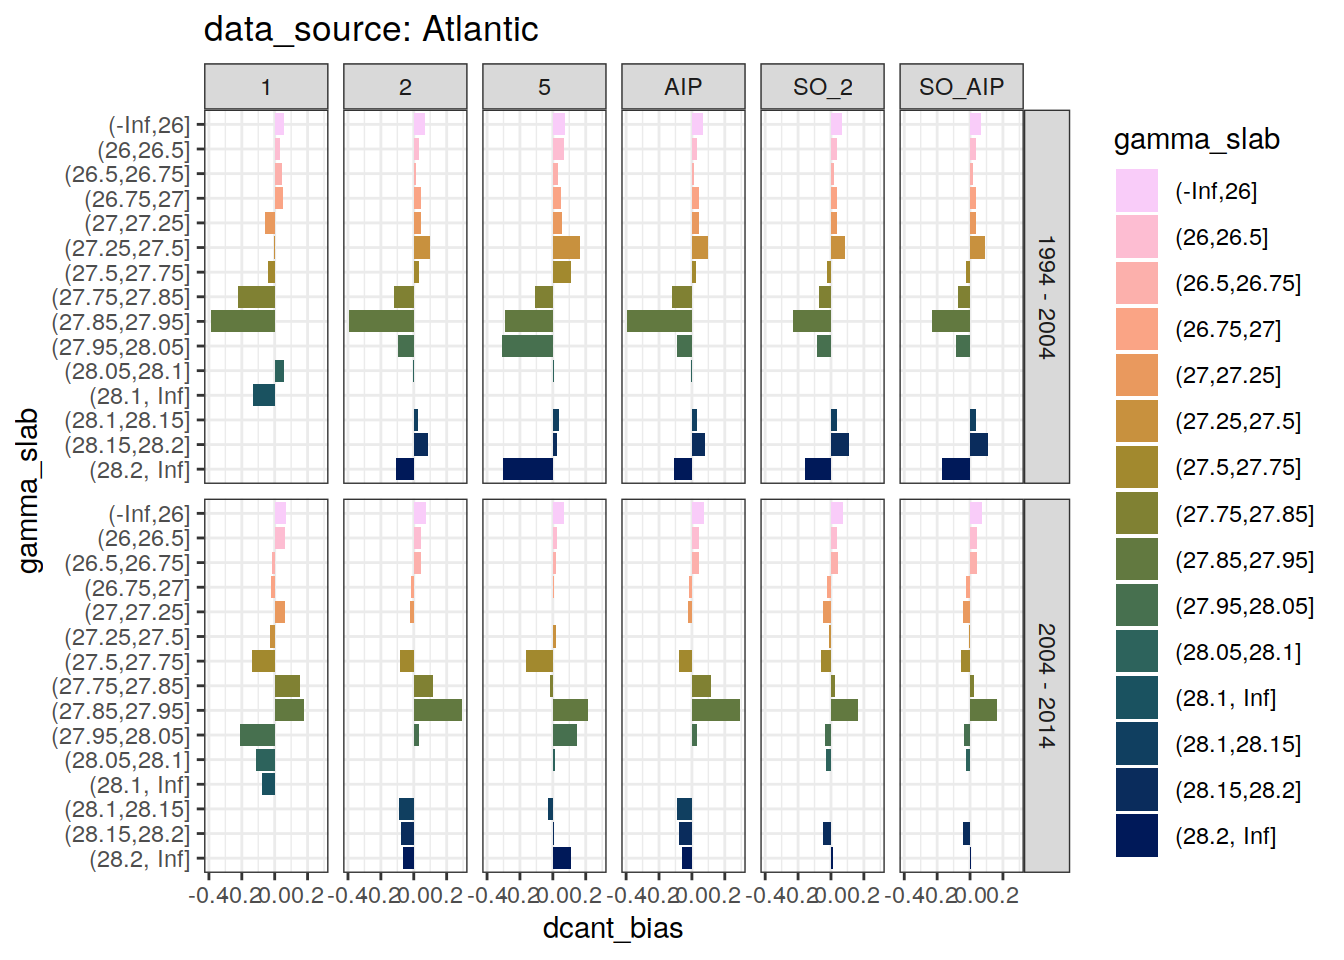 data_source: Atlantic
1 2 5 AIP SO_2 SO_AIP
gamma_slab
(-Inf,26]
(26,26.5]
(26.5,26.75]
(26.75,27]
(27,27.25]
(27.25,27.5]
(27.5,27.75]
(27.75,27.85]
(27.85,27.95]
(27.95,28.05]
(28.05,28.1]
(28.1, Inf]
(28.1,28.15]
(28.15,28.2]
(28.2, Inf]
1994 - 2004
(-Inf,26]
(26,26.5]
(26.5,26.75]
(26.75,27]
(27,27.25]
(27.25,27.5]
(27.5,27.75]
(27.75,27.85]
(27.85,27.95]
(27.95,28.05]
(28.05,28.1]
(28.1, Inf]
(28.1,28.15]
(28.15,28.2]
(28.2, Inf]
2004 - 2014
-0.4 -0.2 0.0 0.2 -0.4 -0.2 0.0 0.2 -0.4 -0.2 0.0 0.2 -0.4 -0.2 0.0 0.2 -0.4 -0.2 0.0 0.2 -0.4 -0.2 0.0 0.2
dcant_bias
gamma_slab
(-Inf,26]
(26,26.5]
(26.5,26.75]
(26.75,27]
(27,27.25]
(27.25,27.5]
(27.5,27.75]
(27.75,27.85]
(27.85,27.95]
(27.95,28.05]
(28.05,28.1]
(28.1, Inf]
(28.1,28.15]
(28.15,28.2]
(28.2, Inf]